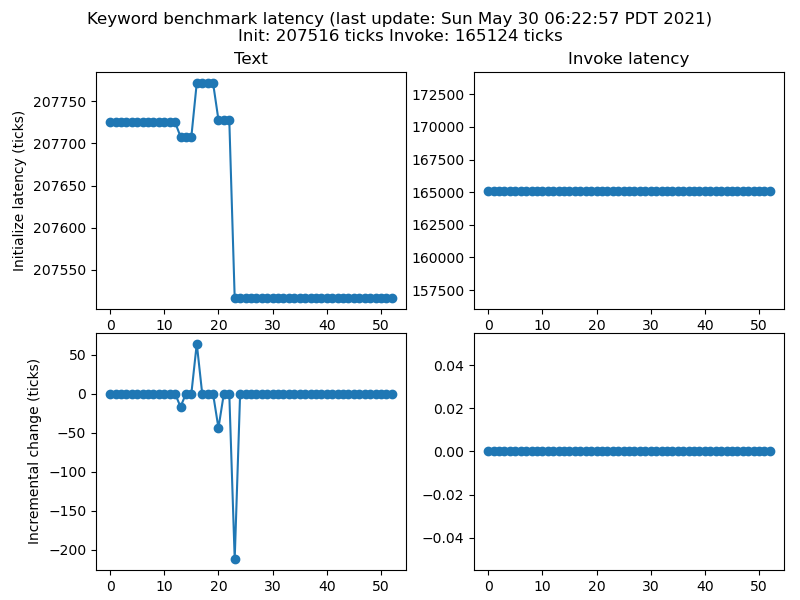 Keyword benchmark latency (last update: Sun May 30 06:22:57 PDT 2021)
Init: 207516 ticks Invoke: 165124 ticks
Text
Initialize latency (ticks)
207750
207700
207650
207600
207550
0 10 20 30 40 50
Invoke latency
172500
170000
167500
165000
162500
160000
157500
0 10 20 30 40 50
Incremental change (ticks)
50
0
−50
−100
−150
−200
0 10 20 30 40 50
0.04
0.02
0.00
−0.02
−0.04
0 10 20 30 40 50